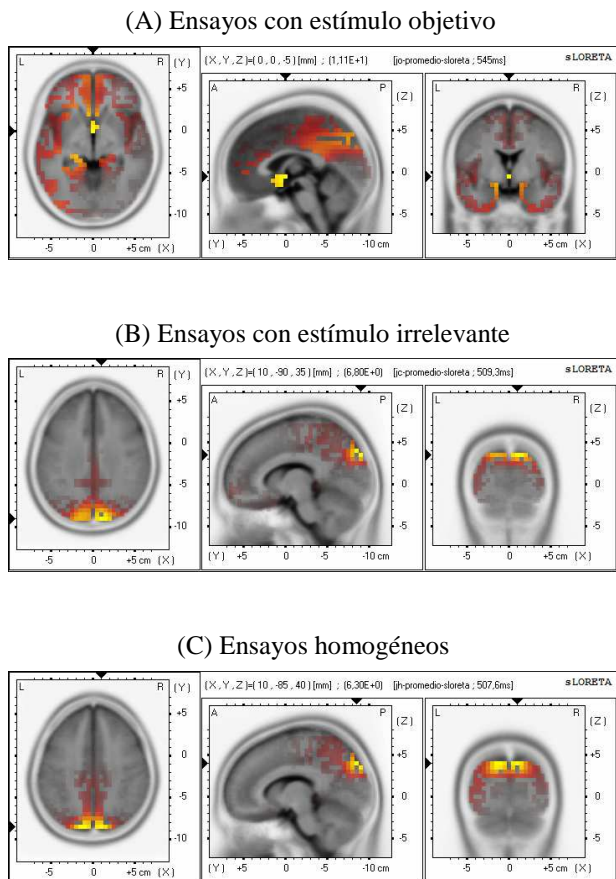 (A) Ensayos con estímulo objetivo
L R (Y) (X,Y,Z)=(0,0,-5)[mm] ; (1,11E+1) [jo-promedio-sloreta ; 545ms] sLORETA
A P (Z) L R (Z)
+5 0 -5 -10
+5 0 -5
+5 0 -5
-5 0 +5 cm (X) (Y) +5 0 -5 -10 cm -5 0 +5 cm (X)
(B) Ensayos con estímulo irrelevante
L R (Y) (X,Y,Z)=(10,-90,35)[mm] ; (6,80E+0) [jc-promedio-sloreta ; 509,3ms] sLORETA
A P (Z) L R (Z)
+5 0 -5 -10
+5 0 -5
+5 0 -5
-5 0 +5 cm (X) (Y) +5 0 -5 -10 cm -5 0 +5 cm (X)
(C) Ensayos homogéneos
L R (Y) (X,Y,Z)=(10,-85,40)[mm] ; (6,30E+0) [jh-promedio-sloreta ; 507,6ms] sLORETA
A P (Z) L R (Z)
+5 0 -5 -10
+5 0 -5
+5 0 -5
-5 0 +5 cm (X) (Y) +5 0 -5 -10 cm -5 0 +5 cm (X)